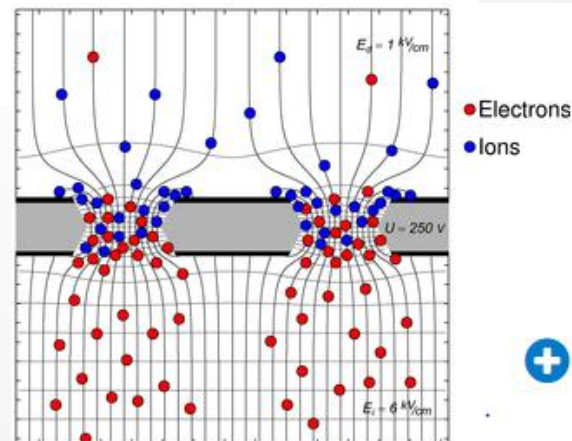 E_d = 1 kV/cm
Electrons
Ions
U = 250 V
E_i = 6 kV/cm